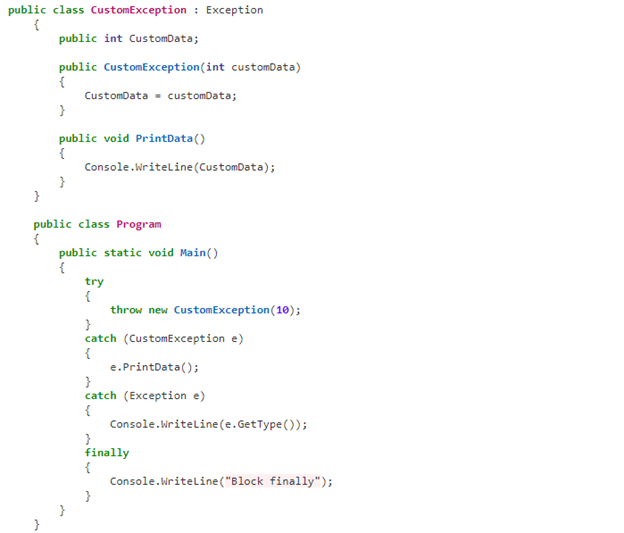 public class CustomException : Exception
    {
        public int CustomData;

        public CustomException(int customData)
        {
            CustomData = customData;
        }

        public void PrintData()
        {
            Console.WriteLine(CustomData);
        }
    }

    public class Program
    {
        public static void Main()
        {
            try
            {
                throw new CustomException(10);
            }
            catch (CustomException e)
            {
                e.PrintData();
            }
            catch (Exception e)
            {
                Console.WriteLine(e.GetType());
            }
            finally
            {
                Console.WriteLine("Block finally");
            }
        }
    }